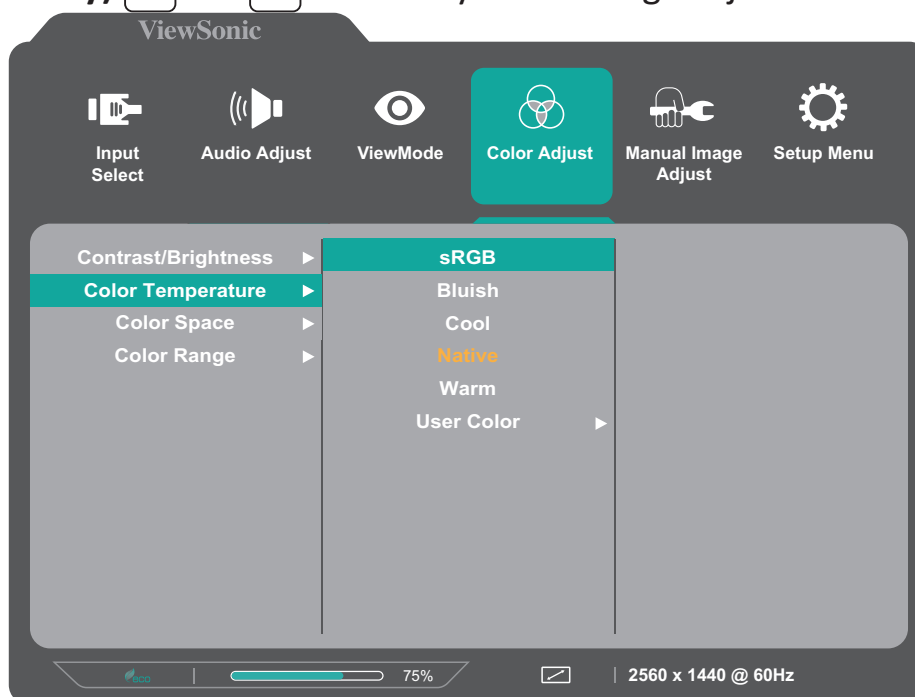 ViewSonic
Input Select
Audio Adjust
ViewMode
Color Adjust
Manual Image Adjust
Setup Menu
Contrast/Brightness
Color Temperature
Color Space
Color Range
sRGB
Bluish
Cool
Native
Warm
User Color
eco
75%
2560 x 1440 @ 60Hz